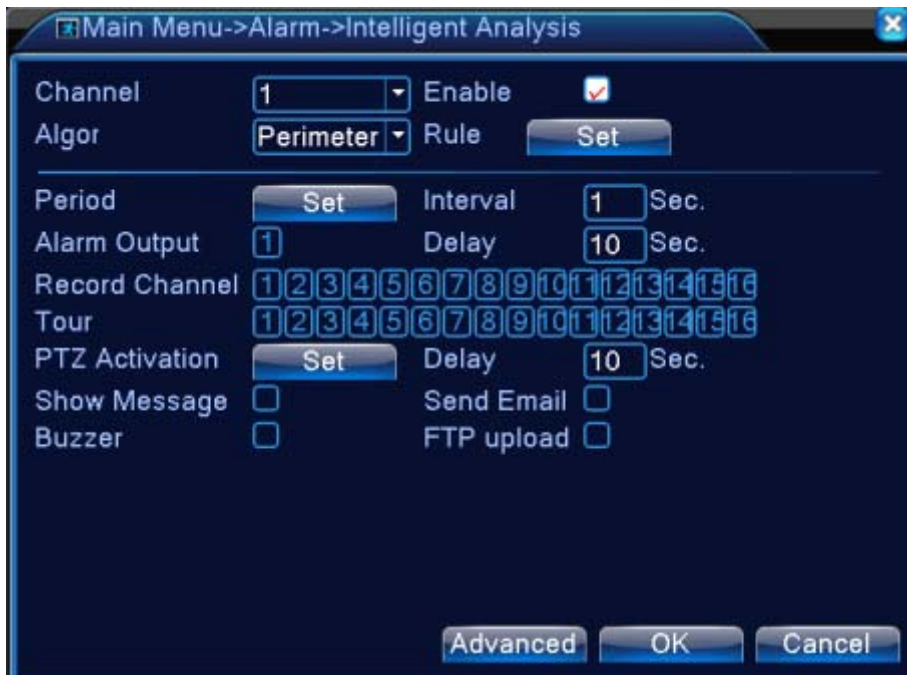 Main Menu->Alarm->Intelligent Analysis
Channel 1 Enable
Algor Perimeter Rule Set
Period Set Interval 1 Sec.
Alarm Output 1 Delay 10 Sec.
Record Channel 1 2 3 4 5 6 7 8 9 10 11 12 13 14 15 16
Tour 1 2 3 4 5 6 7 8 9 10 11 12 13 14 15 16
PTZ Activation Set Delay 10 Sec.
Show Message Send Email
Buzzer FTP upload
Advanced OK Cancel